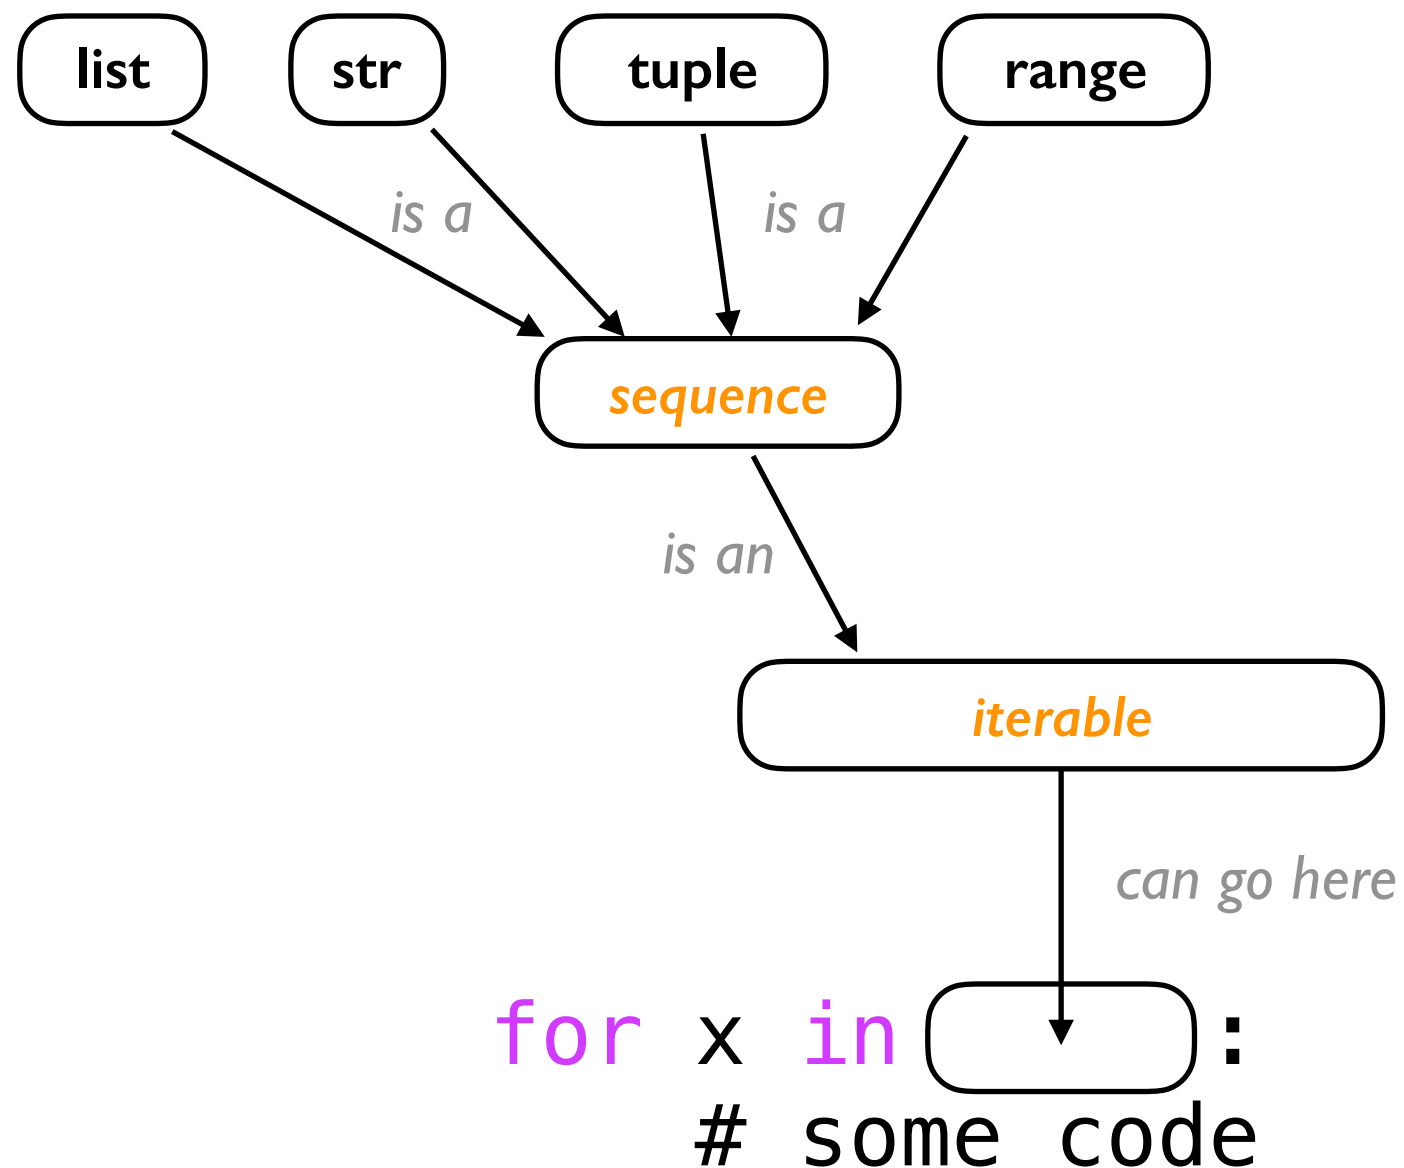 list str tuple range
is a is a
sequence
is an
iterable
can go here
for x in :
# some code